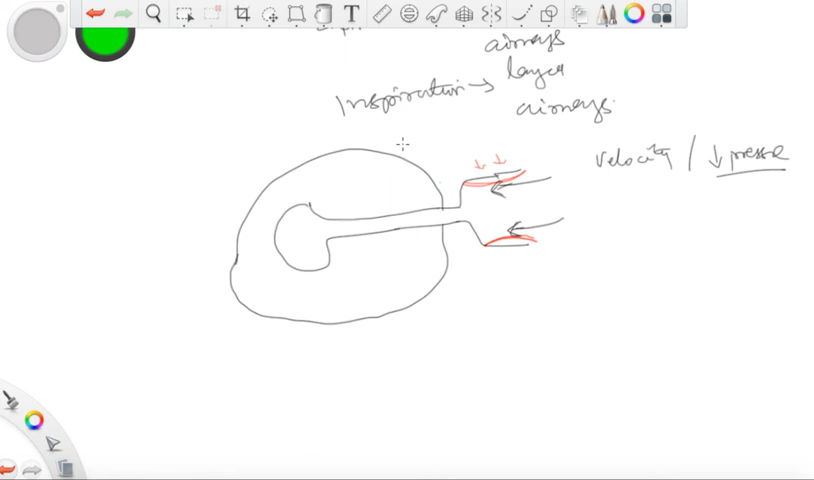 airways
Inspiration → larger
airways
velocity / ↓ pressure